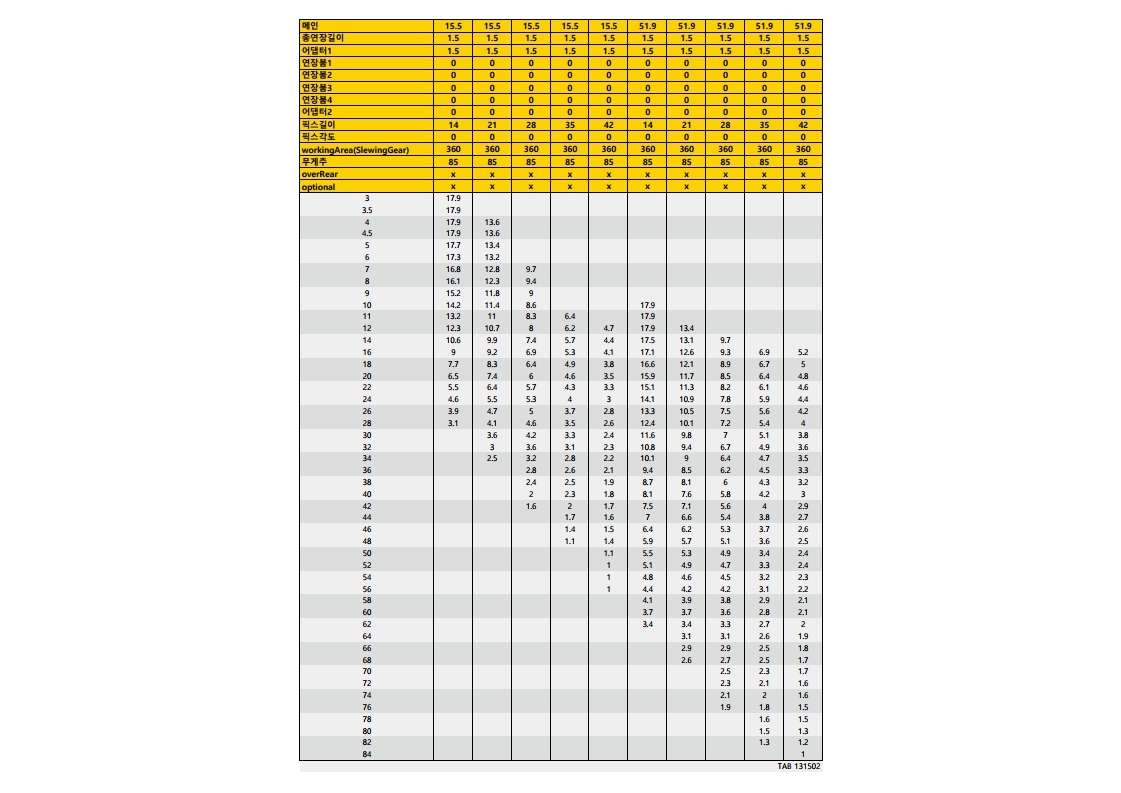 메인 15.5 15.5 15.5 15.5 15.5 51.9 51.9 51.9 51.9 51.9
총연장길이 1.5 1.5 1.5 1.5 1.5 1.5 1.5 1.5 1.5 1.5
어댑터1 1.5 1.5 1.5 1.5 1.5 1.5 1.5 1.5 1.5 1.5
연장붐1 0 0 0 0 0 0 0 0 0 0
연장붐2 0 0 0 0 0 0 0 0 0 0
연장붐3 0 0 0 0 0 0 0 0 0 0
연장붐4 0 0 0 0 0 0 0 0 0 0
어댑터2 0 0 0 0 0 0 0 0 0 0
픽스길이 14 21 28 35 42 14 21 28 35 42
픽스각도 0 0 0 0 0 0 0 0 0 0
workingArea(SlewingGear) 360 360 360 360 360 360 360 360 360 360
무게추 85 85 85 85 85 85 85 85 85 85
overRear x x x x x x x x x x
optional x x x x x x x x x x
3 17.9
3.5 17.9
4 17.9 13.6
4.5 17.9 13.6
5 17.7 13.4
6 17.3 13.2
7 16.8 12.8 9.7
8 16.1 12.3 9.4
9 15.2 11.8 9
10 14.2 11.4 8.6 17.9
11 13.2 11 8.3 6.4 17.9
12 12.3 10.7 8 6.2 4.7 17.9 13.4
14 10.6 9.9 7.4 5.7 4.4 17.5 13.1 9.7
16 9 9.2 6.9 5.3 4.1 17.1 12.6 9.3 6.9 5.2
18 7.7 8.3 6.4 4.9 3.8 16.6 12.1 8.9 6.7 5
20 6.5 7.4 6 4.6 3.5 15.9 11.7 8.5 6.4 4.8
22 5.5 6.4 5.7 4.3 3.3 15.1 11.3 8.2 6.1 4.6
24 4.6 5.5 5.3 4 3 14.1 10.9 7.8 5.9 4.4
26 3.9 4.7 5 3.7 2.8 13.3 10.5 7.5 5.6 4.2
28 3.1 4.1 4.6 3.5 2.6 12.4 10.1 7.2 5.4 4
30 3.6 4.2 3.3 2.4 11.6 9.8 7 5.1 3.8
32 3 3.6 3.1 2.3 10.8 9.4 6.7 4.9 3.6
34 2.5 3.2 2.8 2.2 10.1 9 6.4 4.7 3.5
36 2.8 2.6 2.1 9.4 8.5 6.2 4.5 3.3
38 2.4 2.5 1.9 8.7 8.1 6 4.3 3.2
40 2 2.3 1.8 8.1 7.6 5.8 4.2 3
42 1.6 2 1.7 7.5 7.1 5.6 4 2.9
44 1.7 1.6 7 6.6 5.4 3.8 2.7
46 1.4 1.5 6.4 6.2 5.3 3.7 2.6
48 1.1 1.4 5.9 5.7 5.1 3.6 2.5
50 1.1 5.5 5.3 4.9 3.4 2.4
52 1 5.1 4.9 4.7 3.3 2.4
54 1 4.8 4.6 4.5 3.2 2.3
56 1 4.4 4.2 4.2 3.1 2.2
58 4.1 3.9 3.8 2.9 2.1
60 3.7 3.7 3.6 2.8 2.1
62 3.4 3.4 3.3 2.7 2
64 3.1 3.1 2.6 1.9
66 2.9 2.9 2.5 1.8
68 2.6 2.7 2.5 1.7
70 2.5 2.3 1.7
72 2.3 2.1 1.6
74 2.1 2 1.6
76 1.9 1.8 1.5
78 1.6 1.5
80 1.5 1.3
82 1.3 1.2
84 1
TAB 131502